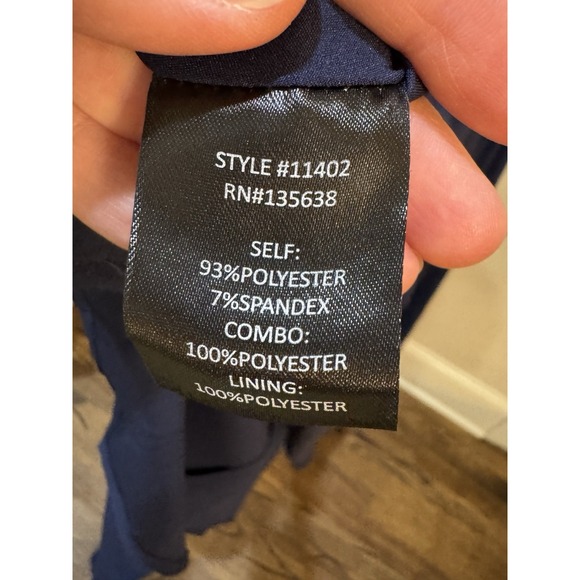 STYLE #11402
RN#135638
SELF:
93%POLYESTER
7%SPANDEX
COMBO:
100%POLYESTER
LINING:
100%POLYESTER